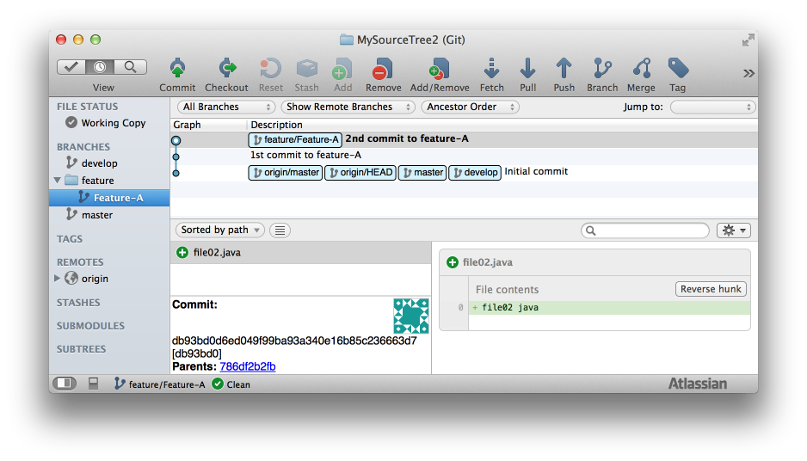 MySourceTree2 (Git)
View Commit Checkout Reset Stash Add Remove Add/Remove Fetch Pull Push Branch Merge Tag
FILE STATUS
Working Copy
BRANCHES
develop
feature
Feature-A
master
TAGS
REMOTES
origin
STASHES
SUBMODULES
SUBTREES
All Branches Show Remote Branches Ancestor Order Jump to:
Graph Description
feature/Feature-A 2nd commit to feature-A
1st commit to feature-A
origin/master origin/HEAD master develop Initial commit
Sorted by path
file02.java
Commit:
db93bd0d6ed049f99ba93a340e16b85c236663d7
[db93bd0]
Parents: 786df2b2fb
file02.java
File contents Reverse hunk
0 + file02 java
feature/Feature-A Clean Atlassian